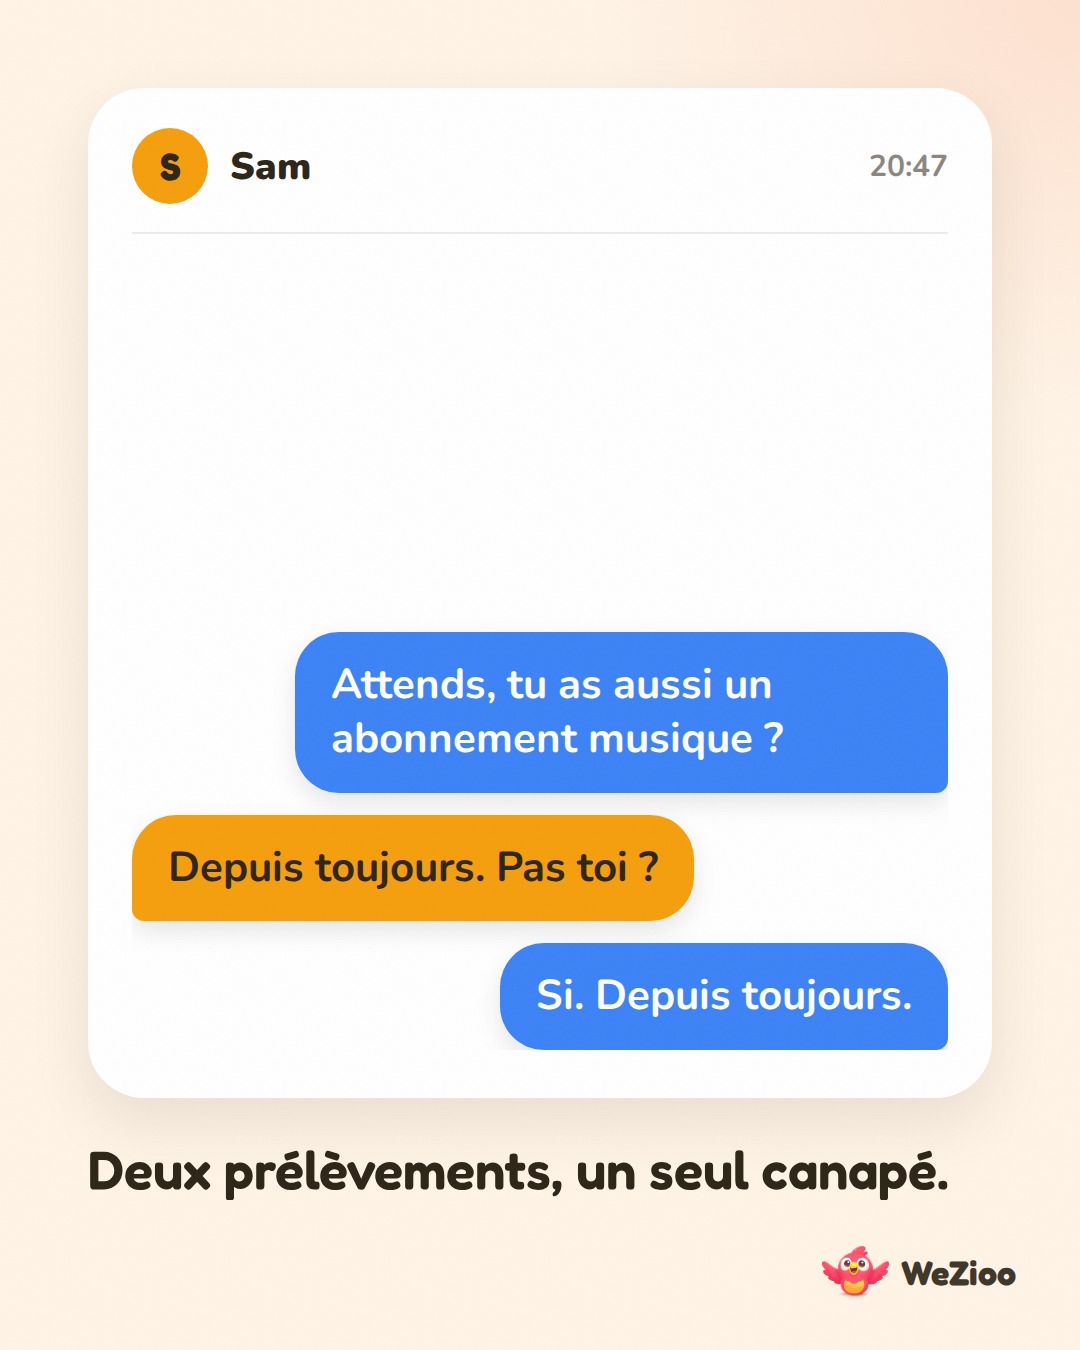 S
Sam
20:47
Attends, tu as aussi un
abonnement musique ?
Depuis toujours. Pas toi ?
Si. Depuis toujours.
Deux prélèvements, un seul canapé.
WeZioo